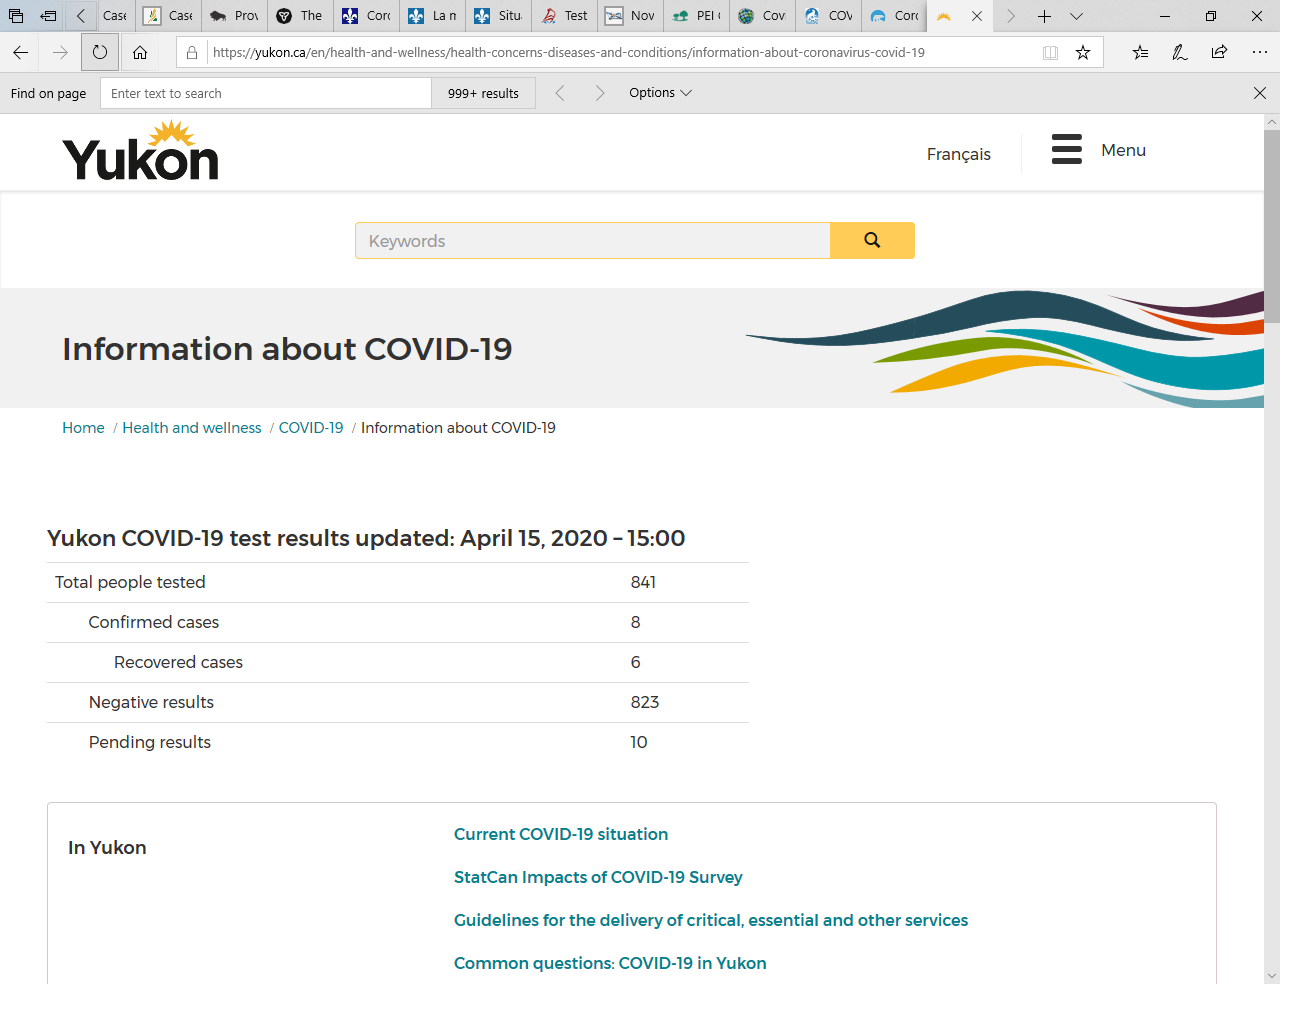 Case
Case
Prov
The
Coro
La m
Situ
Test
Nov
PEI
Cov
COV
Coro
https://yukon.ca/en/health-and-wellness/health-concerns-diseases-and-conditions/information-about-coronavirus-covid-19
Find on page
Enter text to search
999+ results
Options
Yukon
Français
Menu
Keywords
Information about COVID-19
Home / Health and wellness / COVID-19 / Information about COVID-19
Yukon COVID-19 test results updated: April 15, 2020 – 15:00
Total people tested 841
Confirmed cases 8
Recovered cases 6
Negative results 823
Pending results 10
In Yukon
Current COVID-19 situation
StatCan Impacts of COVID-19 Survey
Guidelines for the delivery of critical, essential and other services
Common questions: COVID-19 in Yukon